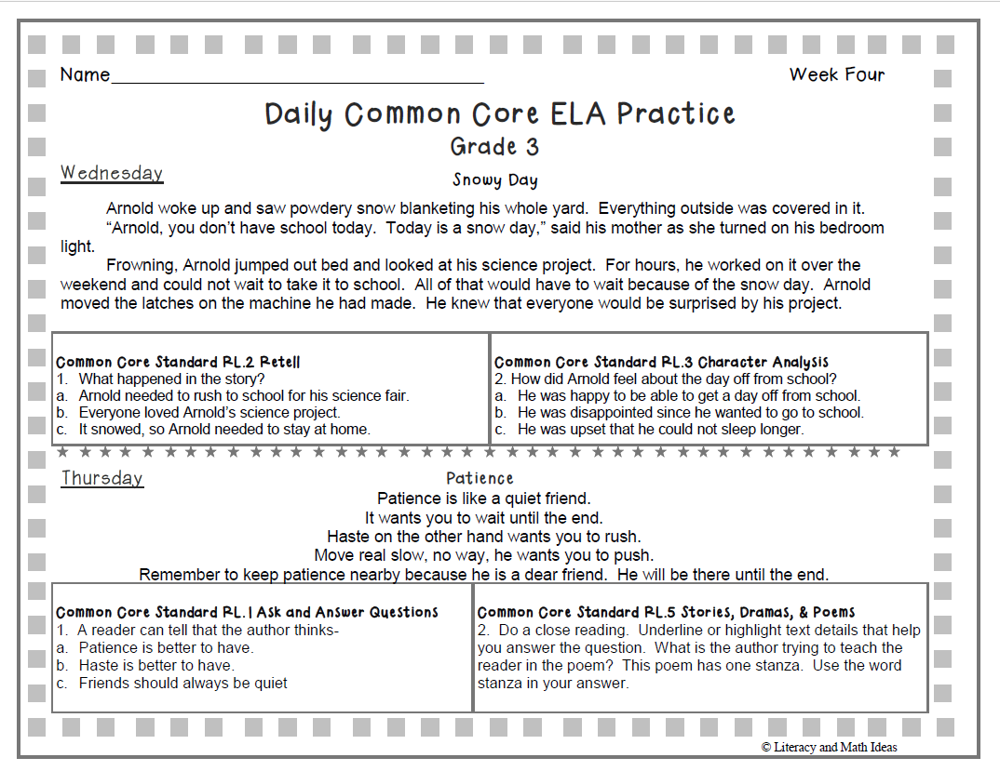 Name
Week Four
Daily Common Core ELA Practice
Grade 3
Wednesday
Snowy Day
Arnold woke up and saw powdery snow blanketing his whole yard.  Everything outside was covered in it.
“Arnold, you don’t have school today.  Today is a snow day,” said his mother as she turned on his bedroom
light.
Frowning, Arnold jumped out bed and looked at his science project.  For hours, he worked on it over the
weekend and could not wait to take it to school.  All of that would have to wait because of the snow day.  Arnold
moved the latches on the machine he had made.  He knew that everyone would be surprised by his project.
Common Core Standard RL.2 Retell
1.  What happened in the story?
a.  Arnold needed to rush to school for his science fair.
b.  Everyone loved Arnold’s science project.
c.  It snowed, so Arnold needed to stay at home.
Common Core Standard RL.3 Character Analysis
2. How did Arnold feel about the day off from school?
a.  He was happy to be able to get a day off from school.
b.  He was disappointed since he wanted to go to school.
c.  He was upset that he could not sleep longer.
Thursday
Patience
Patience is like a quiet friend.
It wants you to wait until the end.
Haste on the other hand wants you to rush.
Move real slow, no way, he wants you to push.
Remember to keep patience nearby because he is a dear friend.  He will be there until the end.
Common Core Standard RL.1 Ask and Answer Questions
1.  A reader can tell that the author thinks-
a.  Patience is better to have.
b.  Haste is better to have.
c.  Friends should always be quiet
Common Core Standard RL.5 Stories, Dramas, & Poems
2.  Do a close reading.  Underline or highlight text details that help
you answer the question.  What is the author trying to teach the
reader in the poem?  This poem has one stanza.  Use the word
stanza in your answer.
© Literacy and Math Ideas